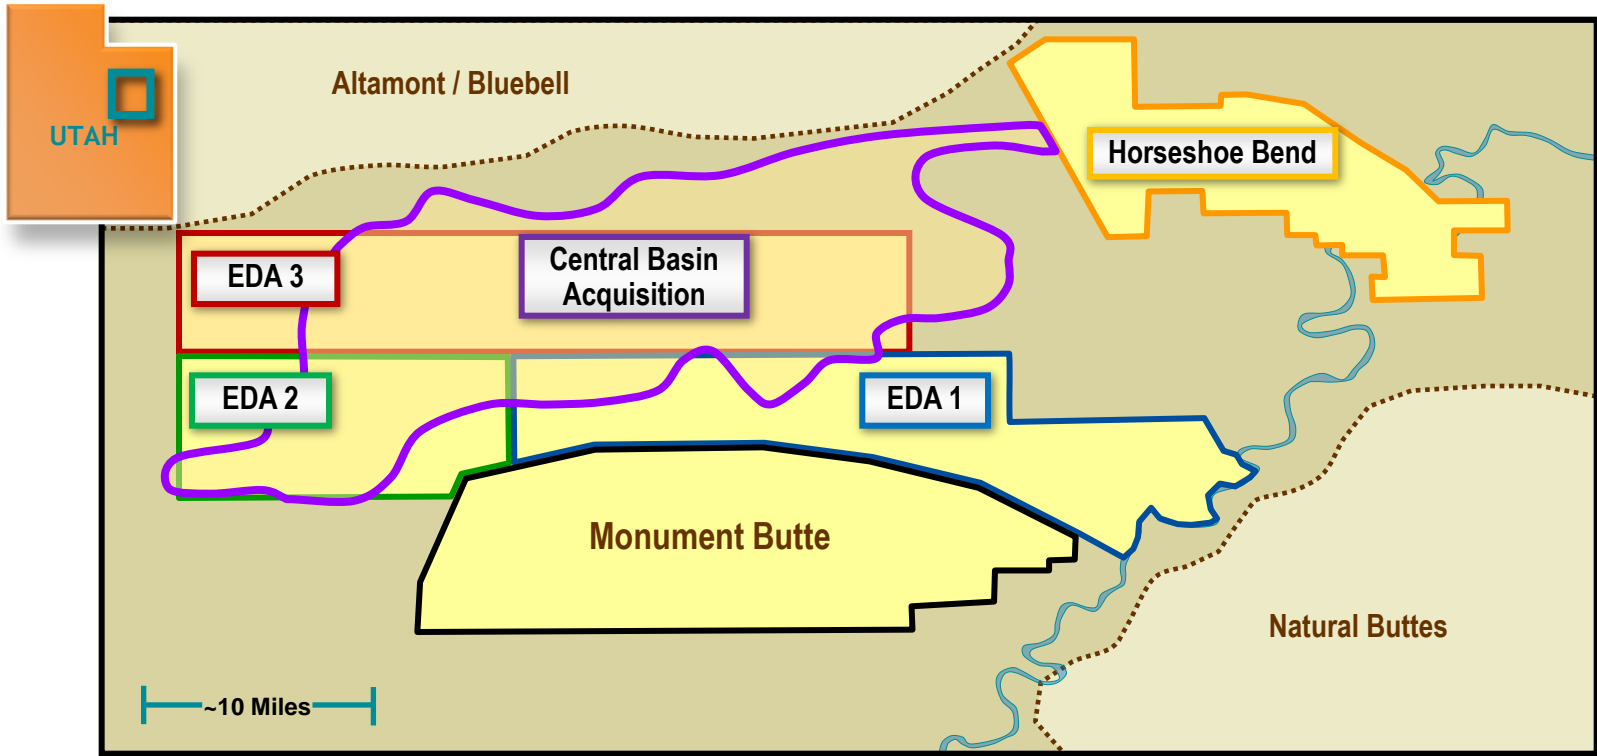 Altamont / Bluebell
UTAH
Horseshoe Bend
EDA 3
Central Basin
Acquisition
EDA 2
EDA 1
Monument Butte
Natural Buttes
~10 Miles